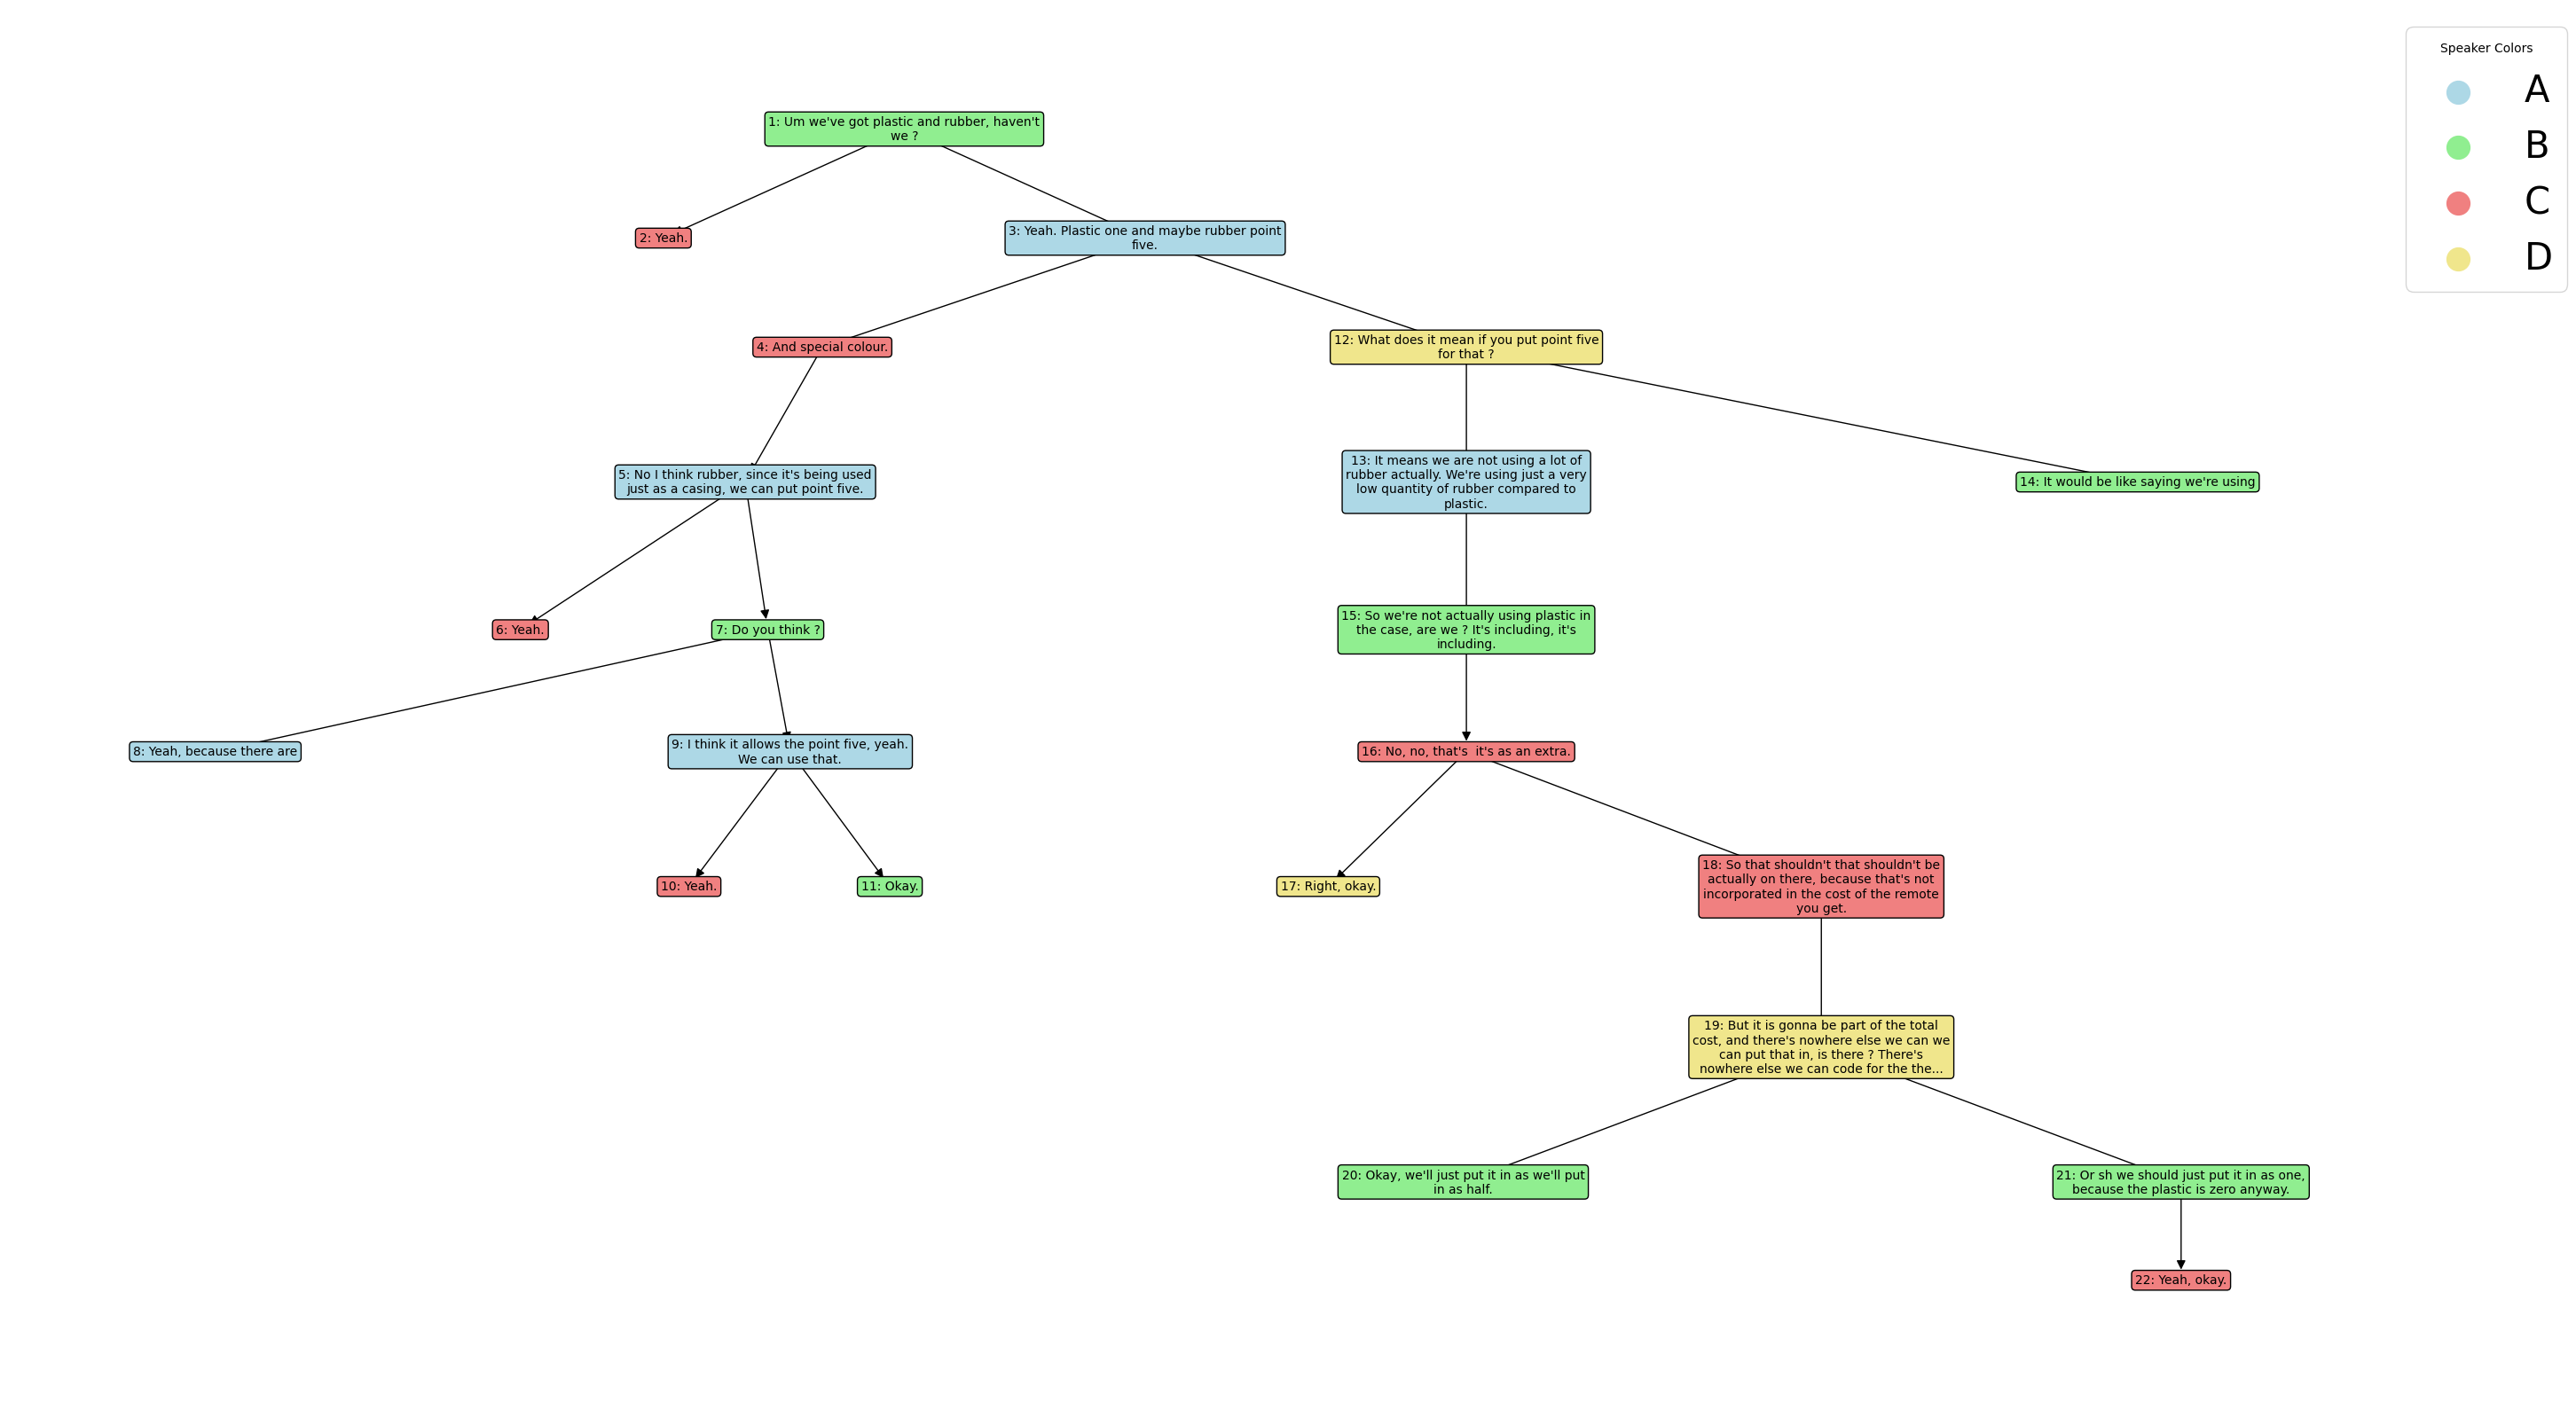 Speaker Colors
A
B
C
D
1: Um we've got plastic and rubber, haven't
we ?
2: Yeah.
3: Yeah. Plastic one and maybe rubber point
five.
4: And special colour.
12: What does it mean if you put point five
for that ?
5: No I think rubber, since it's being used
just as a casing, we can put point five.
13: It means we are not using a lot of
rubber actually. We're using just a very
low quantity of rubber compared to
plastic.
14: It would be like saying we're using
6: Yeah.
7: Do you think ?
15: So we're not actually using plastic in
the case, are we ? It's including, it's
including.
8: Yeah, because there are
9: I think it allows the point five, yeah.
We can use that.
16: No, no, that's  it's as an extra.
10: Yeah.
11: Okay.
17: Right, okay.
18: So that shouldn't that shouldn't be
actually on there, because that's not
incorporated in the cost of the remote
you get.
19: But it is gonna be part of the total
cost, and there's nowhere else we can we
can put that in, is there ? There's
nowhere else we can code for the the...
20: Okay, we'll just put it in as we'll put
in as half.
21: Or sh we should just put it in as one,
because the plastic is zero anyway.
22: Yeah, okay.